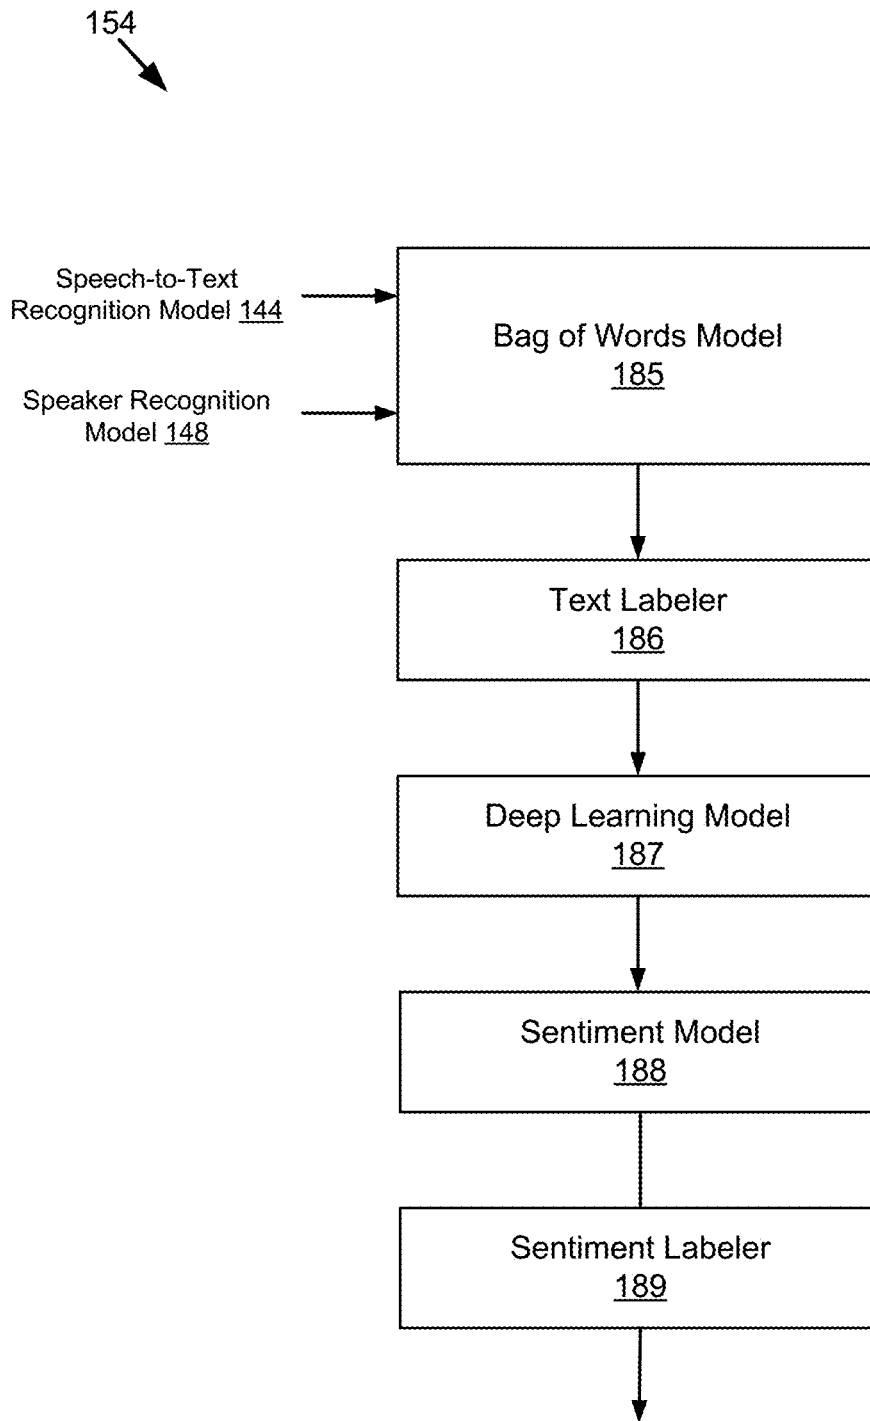 154
Speech-to-Text
Recognition Model 144
Bag of Words Model
185
Speaker Recognition
Model 148
Text Labeler
186
Deep Learning Model
187
Sentiment Model
188
Sentiment Labeler
189